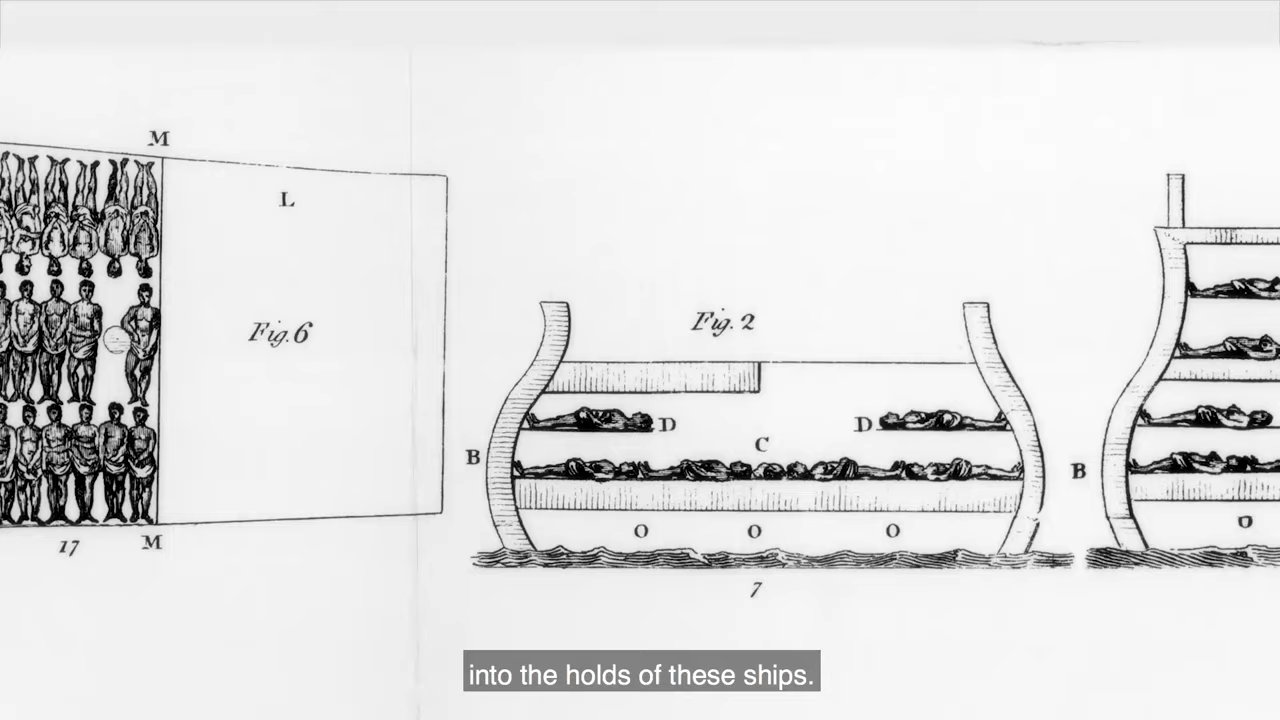 M
L
Fig. 6
17
M
Fig. 2
D
D
C
B
O
O
O
7
B
O
into the holds of these ships.